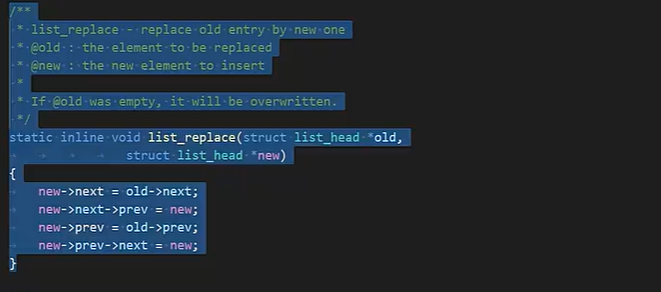 /**
 * list_replace - replace old entry by new one
 * @old : the element to be replaced
 * @new : the new element to insert
 *
 * If @old was empty, it will be overwritten.
 */
static inline void list_replace(struct list_head *old,
                struct list_head *new)
{
    new->next = old->next;
    new->next->prev = new;
    new->prev = old->prev;
    new->prev->next = new;
}